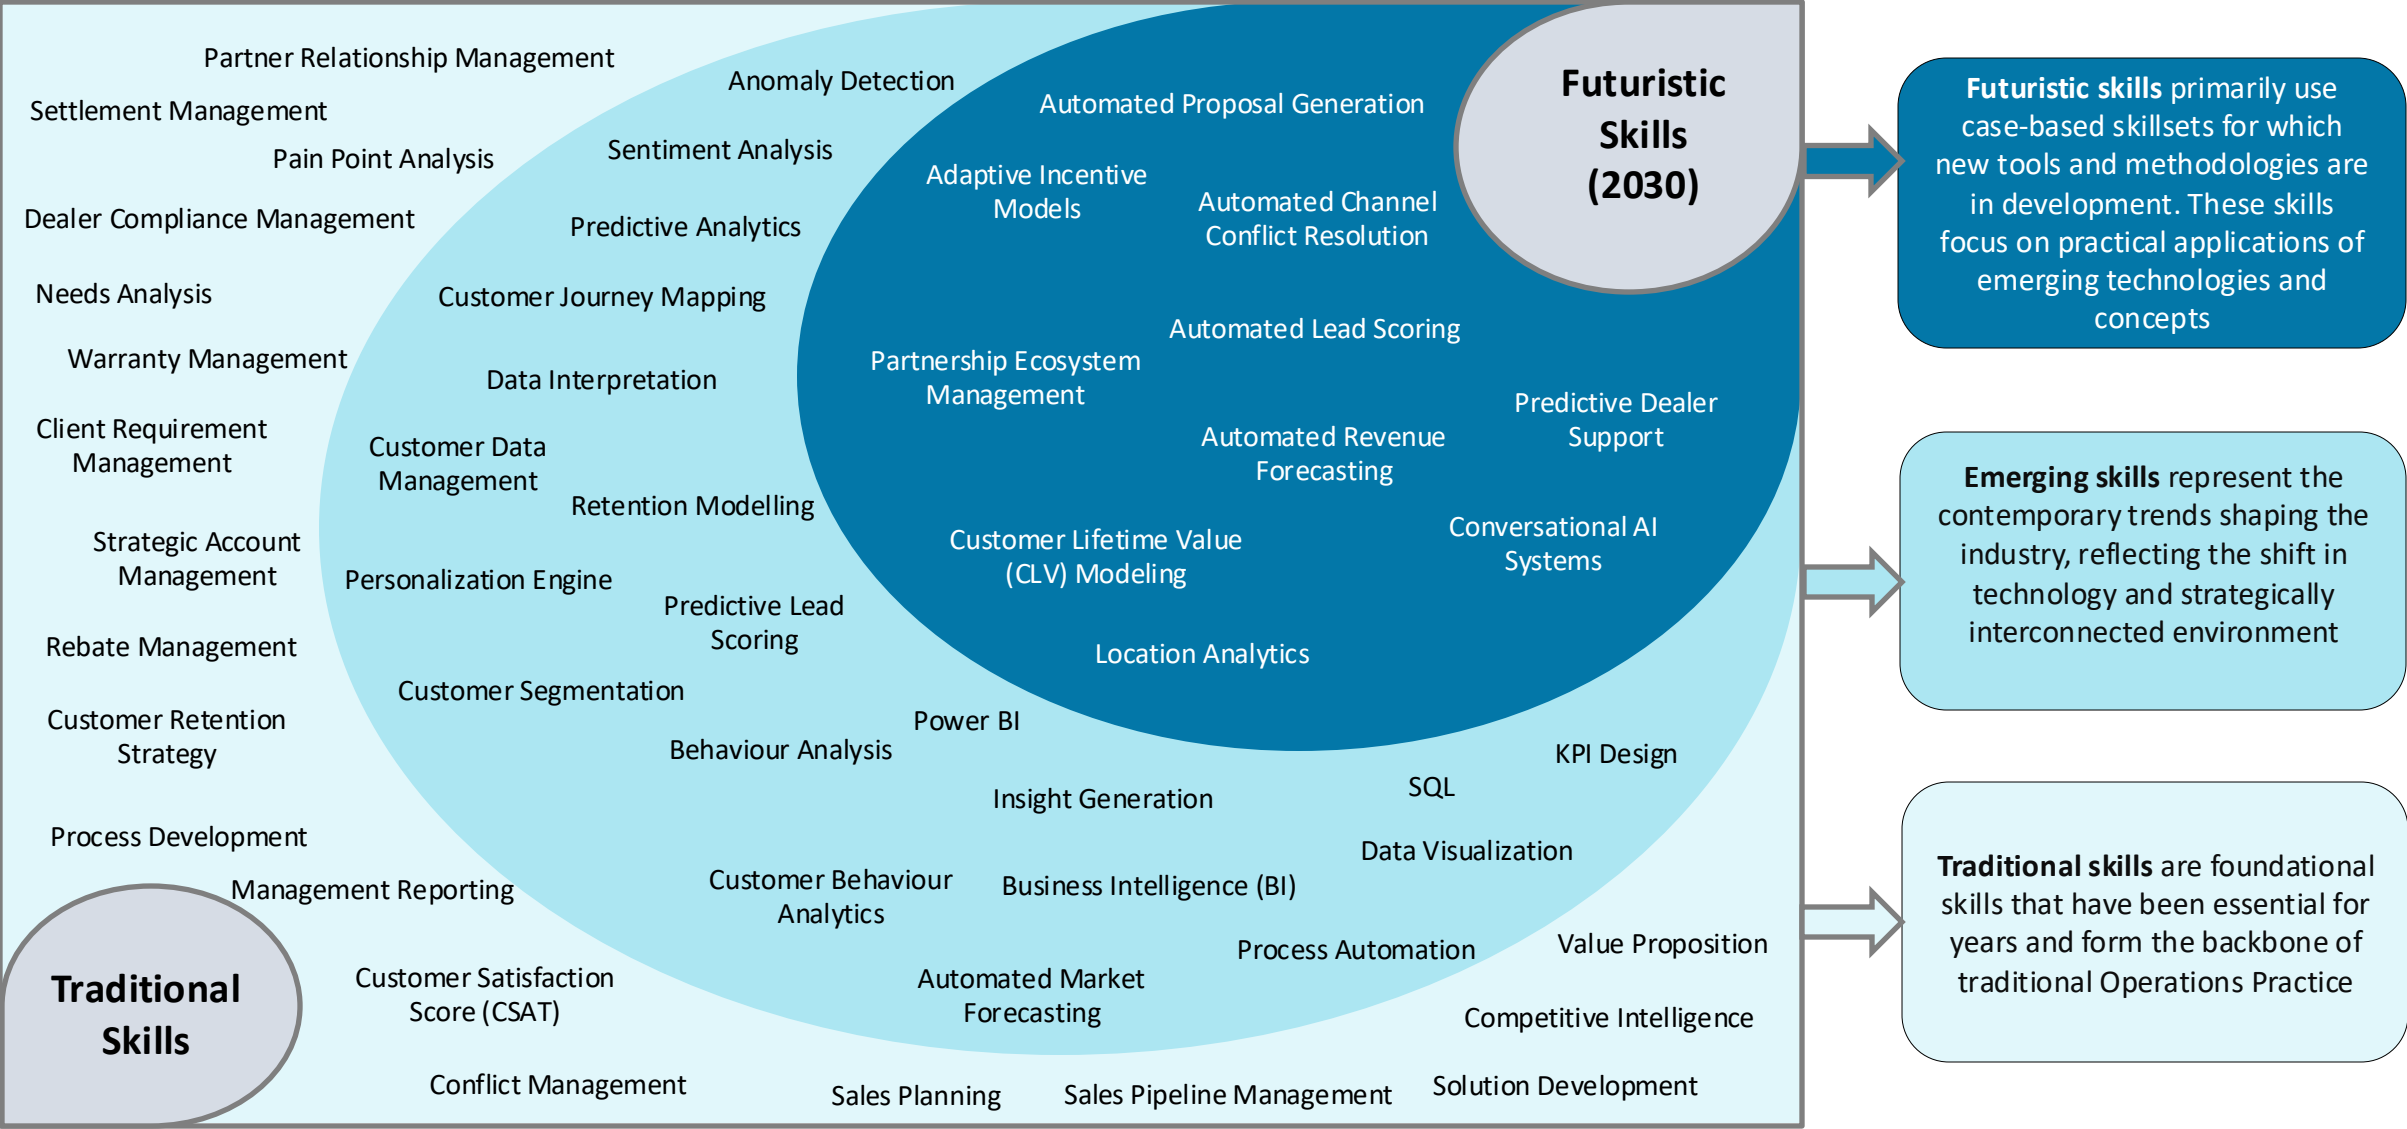 Partner Relationship Management
Settlement Management
Pain Point Analysis
Dealer Compliance Management
Needs Analysis
Warranty Management
Client Requirement
Management
Strategic Account
Management
Rebate Management
Customer Retention
Strategy
Process Development
Management Reporting
Traditional
Skills
Customer Satisfaction
Score (CSAT)
Conflict Management
Sales Planning
Sales Pipeline Management
Solution Development
Competitive Intelligence
Value Proposition
Anomaly Detection
Sentiment Analysis
Predictive Analytics
Customer Journey Mapping
Data Interpretation
Customer Data
Management
Retention Modelling
Personalization Engine
Predictive Lead
Scoring
Customer Segmentation
Behaviour Analysis
Power BI
Insight Generation
SQL
KPI Design
Data Visualization
Customer Behaviour
Analytics
Business Intelligence (BI)
Process Automation
Automated Market
Forecasting
Automated Proposal Generation
Adaptive Incentive
Models
Automated Channel
Conflict Resolution
Automated Lead Scoring
Partnership Ecosystem
Management
Predictive Dealer
Support
Automated Revenue
Forecasting
Customer Lifetime Value
(CLV) Modeling
Conversational AI
Systems
Location Analytics
Futuristic
Skills
(2030)
Futuristic skills primarily use
case-based skillsets for which
new tools and methodologies are
in development. These skills
focus on practical applications of
emerging technologies and
concepts
Emerging skills represent the
contemporary trends shaping the
industry, reflecting the shift in
technology and strategically
interconnected environment
Traditional skills are foundational
skills that have been essential for
years and form the backbone of
traditional Operations Practice